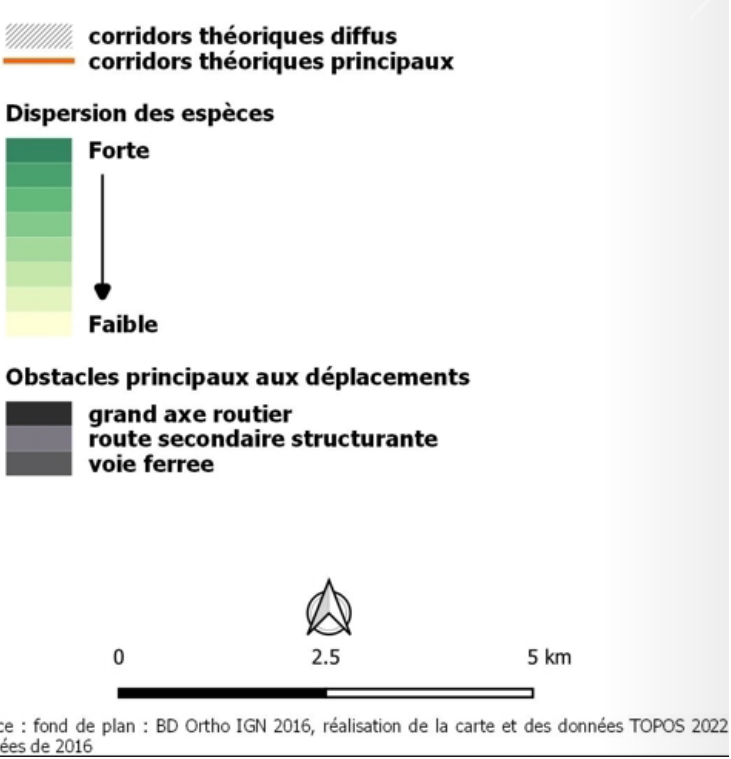 corridors théoriques diffus
corridors théoriques principaux
Dispersion des espèces
Forte
Faible
Obstacles principaux aux déplacements
grand axe routier
route secondaire structurante
voie ferree
0 2.5 5 km
: fond de plan : BD Ortho IGN 2016, réalisation de la carte et des données TOPOS 2022
de 2016